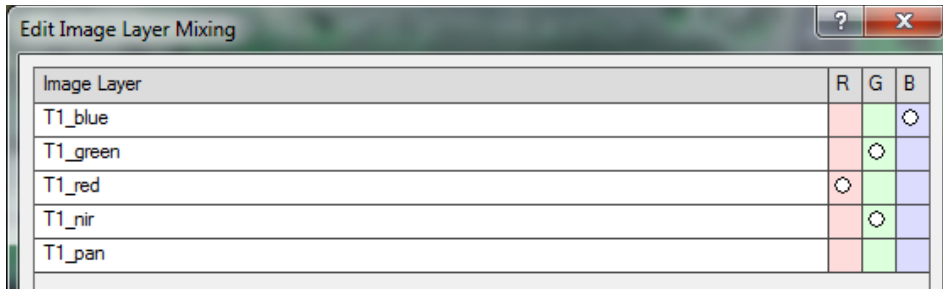 Edit Image Layer Mixing ? X
Image Layer R G B
T1_blue
T1_green
T1_red
T1_nir
T1_pan